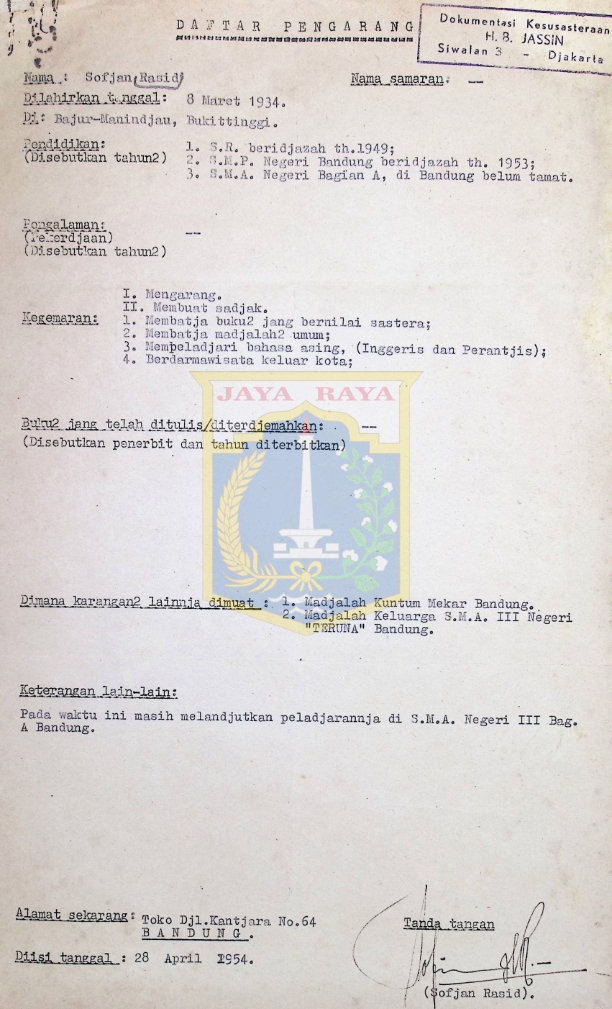 DAFTAR PENGARANG
Dokumentasi Kesusasteraan
H. B. JASSIN
Siwalan 3 - Djakarta
Nama : Sofjan (Rasid)
Nama samaran: --
Dilahirkan tanggal: 8 Maret 1934.
Di: Bajur-Manindjau, Bukittinggi.
Pendidikan: 1. S.R. beridjazah th.1949;
(Disebutkan tahun2) 2. S.M.P. Negeri Bandung beridjazah th. 1953;
3. S.M.A. Negeri Bagian A, di Bandung belum tamat.
Pengalaman:
(Pekerdjaan) --
(Disebutkan tahun2)
I. Mengarang.
II. Membuat sadjak.
Kegemaran: 1. Membatja buku2 jang bernilai sastera;
2. Membatja madjalah2 umum;
3. Mempeladjari bahasa asing, (Inggeris dan Perantjis);
4. Berdarmawisata keluar kota;
JAYA RAYA
Buku2 jang telah ditulis/diterdjemahkan: --
(Disebutkan penerbit dan tahun diterbitkan)
Dimana karangan2 lainnja dimuat : 1. Madjalah Kuntum Mekar Bandung.
2. Madjalah Keluarga S.M.A. III Negeri
"TERUNA" Bandung.
Keterangan lain-lain:
Pada waktu ini masih melandjutkan peladjarannja di S.M.A. Negeri III Bag.
A Bandung.
Alamat sekarang: Toko Djl.Kantjara No.64
BANDUNG.
Tanda tangan
Diisi tanggal : 28 April 1954.
(Sofjan Rasid).